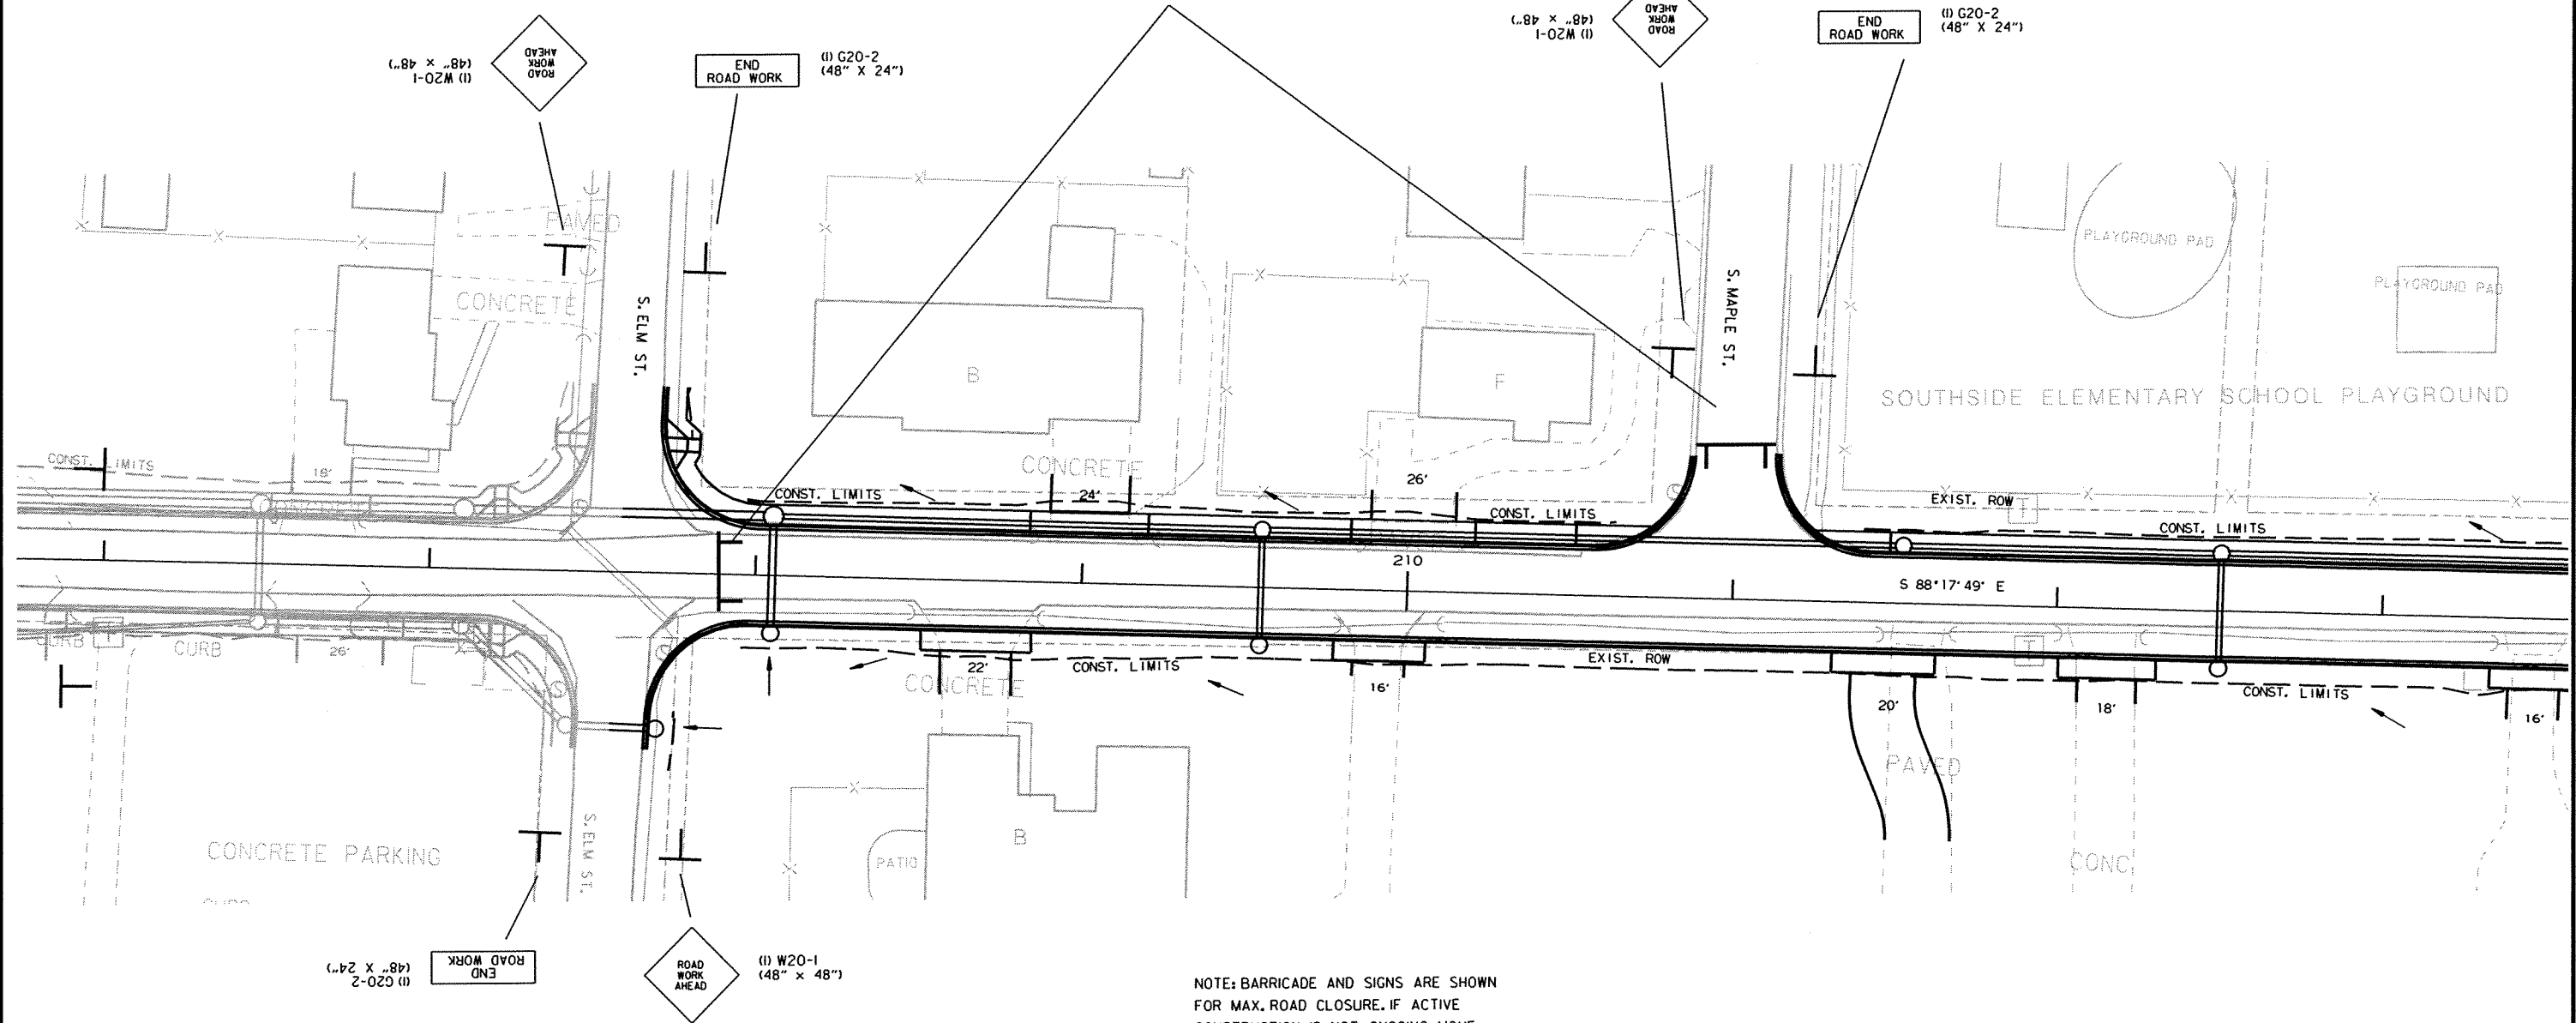 ROAD
WORK
AHEAD
(1) W20-1
(48" × 48")
END
ROAD WORK
(1) G20-2
(48" X 24")
ROAD
WORK
AHEAD
(1) W20-1
(48" × 48")
END
ROAD WORK
(1) G20-2
(48" X 24")
PAVED
CONCRETE
S. ELM ST.
B
F
S. MAPLE ST.
PLAYGROUND PAD
PLAYGROUND PAD
SOUTHSIDE ELEMENTARY SCHOOL PLAYGROUND
CONST. LIMITS
16'
CONCRETE
CONST. LIMITS
CONCRETE
24'
26'
CONST. LIMITS
EXIST. ROW
T
CONST. LIMITS
210
S 88°17'49" E
CURB
T
CURB
26'
22'
CONCRETE
CONST. LIMITS
16'
EXIST. ROW
T
20'
18'
CONST. LIMITS
16'
S
S
S
S
PAVED
CONCRETE PARKING
S. ELM ST.
PATIO
B
CONC
END
ROAD WORK
(1) G20-2
(48" X 24")
ROAD
WORK
AHEAD
(1) W20-1
(48" × 48")
NOTE: BARRICADE AND SIGNS ARE SHOWN
FOR MAX. ROAD CLOSURE. IF ACTIVE